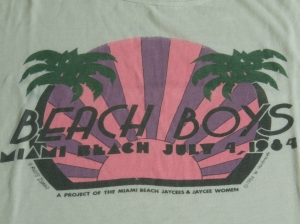 BEACH BOYS
MIAMI BEACH JULY 4, 1984
A PROJECT OF THE MIAMI BEACH JAYCEES & JAYCEE WOMEN